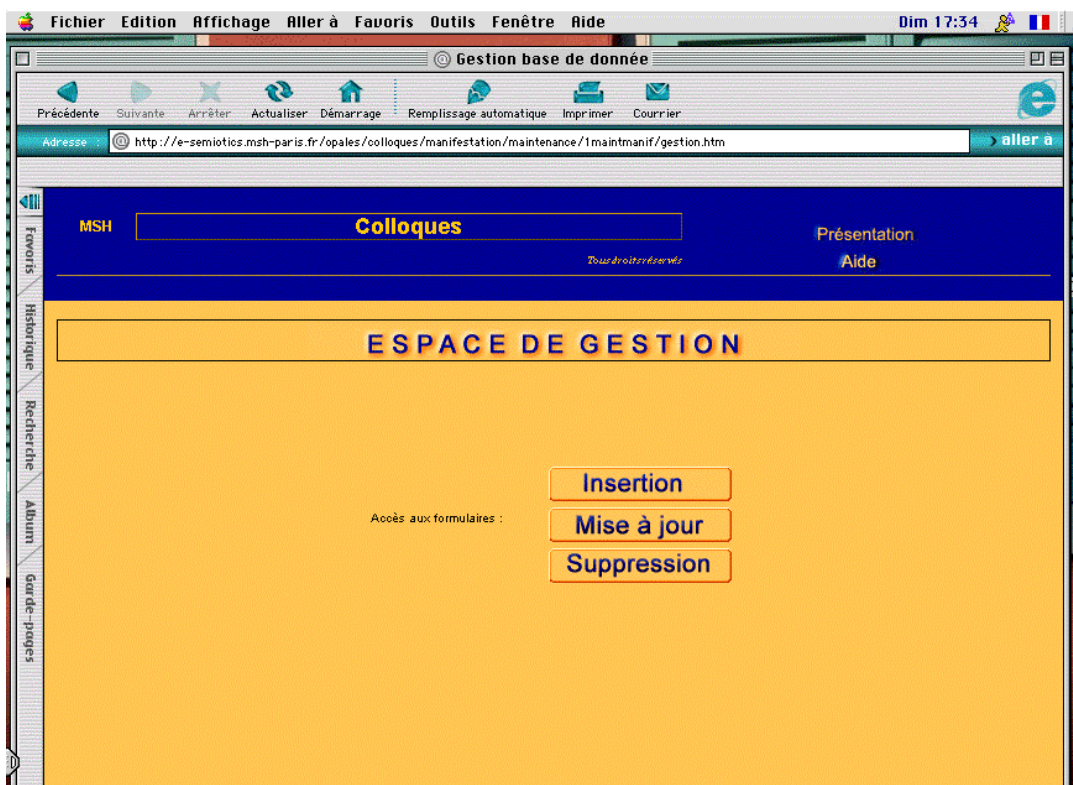 Fichier Edition Affichage Aller à Favoris Outils Fenêtre Aide Dim 17:34
Gestion base de donnée
Précédente Suivante Arrêter Actualiser Démarrage Remplissage automatique Imprimer Courrier
Adresse : http://e-semiotics.msh-paris.fr/opales/colloques/manifestation/maintenance/1maintmanif/gestion.htm aller à
MSH Colloques
Présentation
Tous droits réservés
Aide
Favoris
Historique
Recherche
Album
Garde-pages
ESPACE DE GESTION
Insertion
Accès aux formulaires :
Mise à jour
Suppression